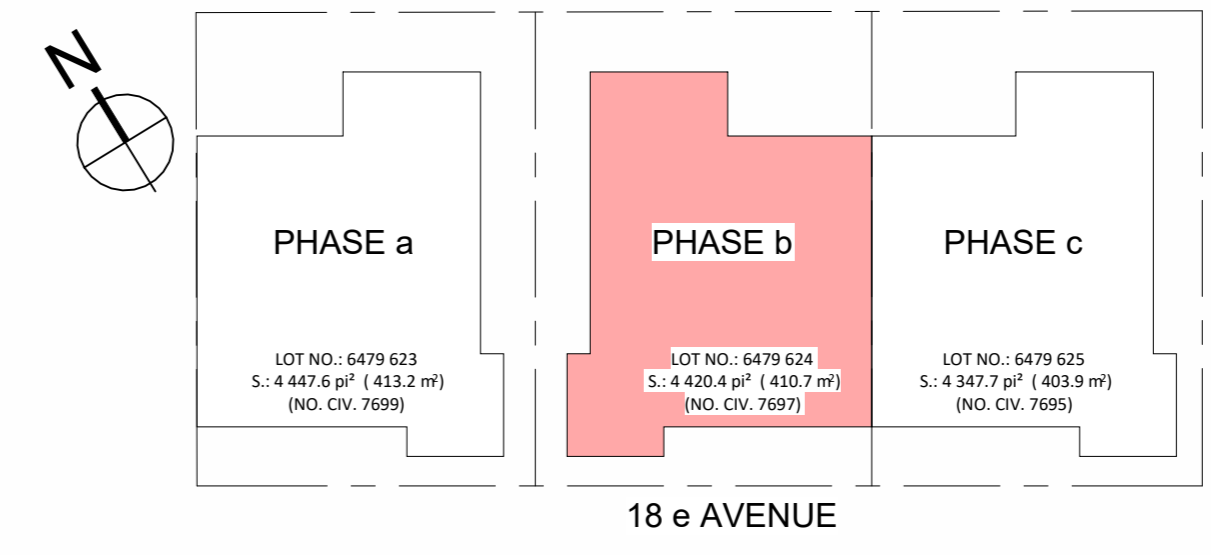 N
PHASE a
LOT NO.: 6479 623
S.: 4 447.6 pi² ( 413.2 m²)
(NO. CIV. 7699)
PHASE b
LOT NO.: 6479 624
S.: 4 420.4 pi² ( 410.7 m²)
(NO. CIV. 7697)
PHASE c
LOT NO.: 6479 625
S.: 4 347.7 pi² ( 403.9 m²)
(NO. CIV. 7695)
18 e AVENUE